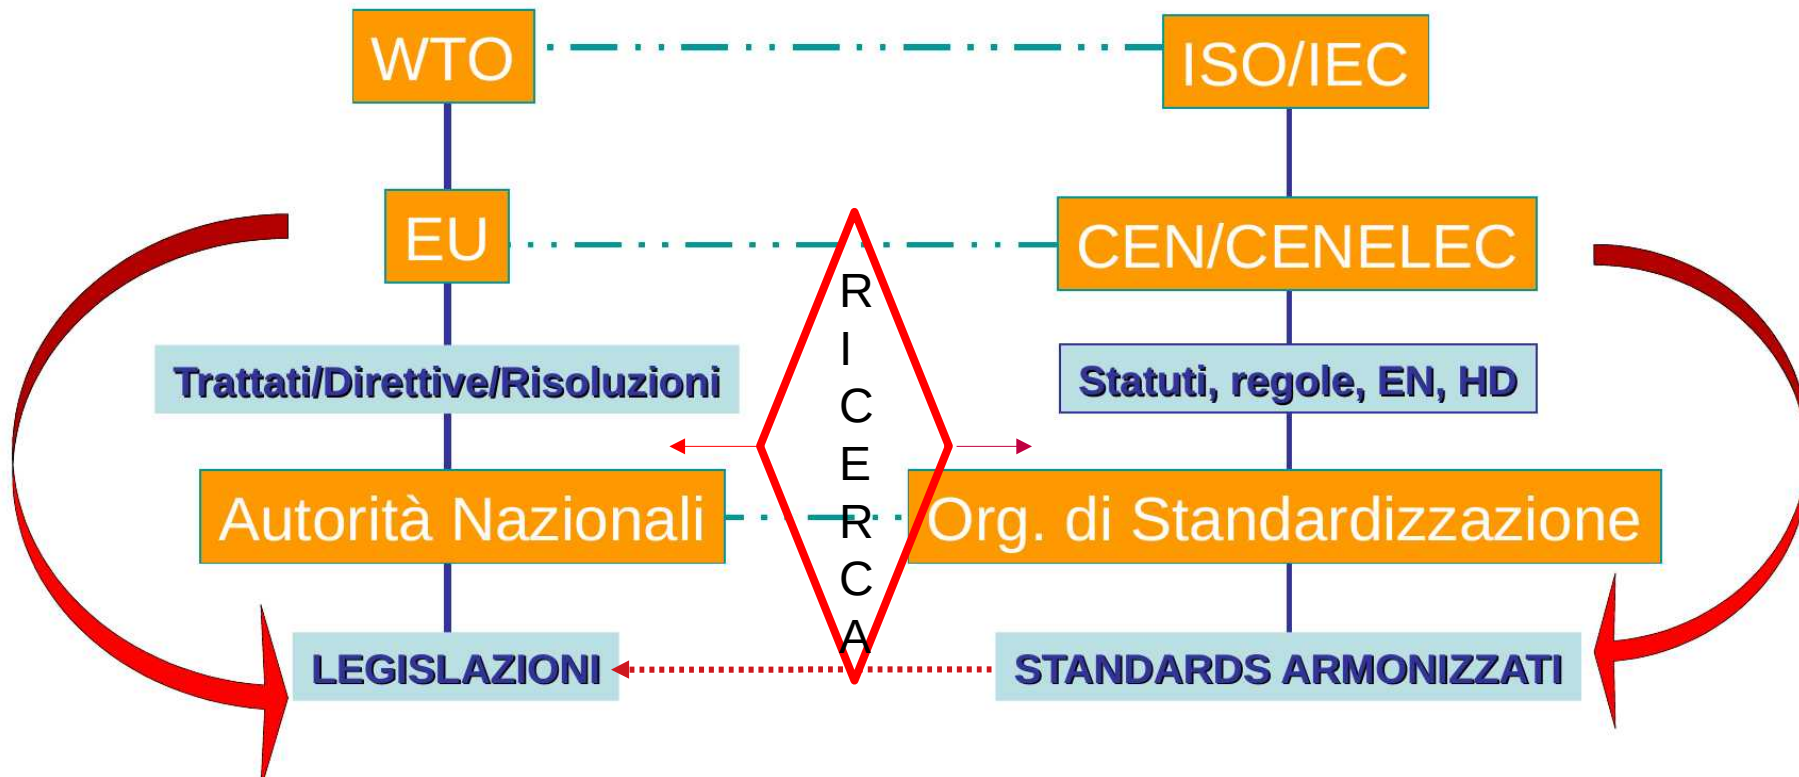 WTO
ISO/IEC
EU
CEN/CENELEC
RICERCA
Trattati/Direttive/Risoluzioni
Statuti, regole, EN, HD
Autorità Nazionali
Org. di Standardizzazione
LEGISLAZIONI
STANDARDS ARMONIZZATI